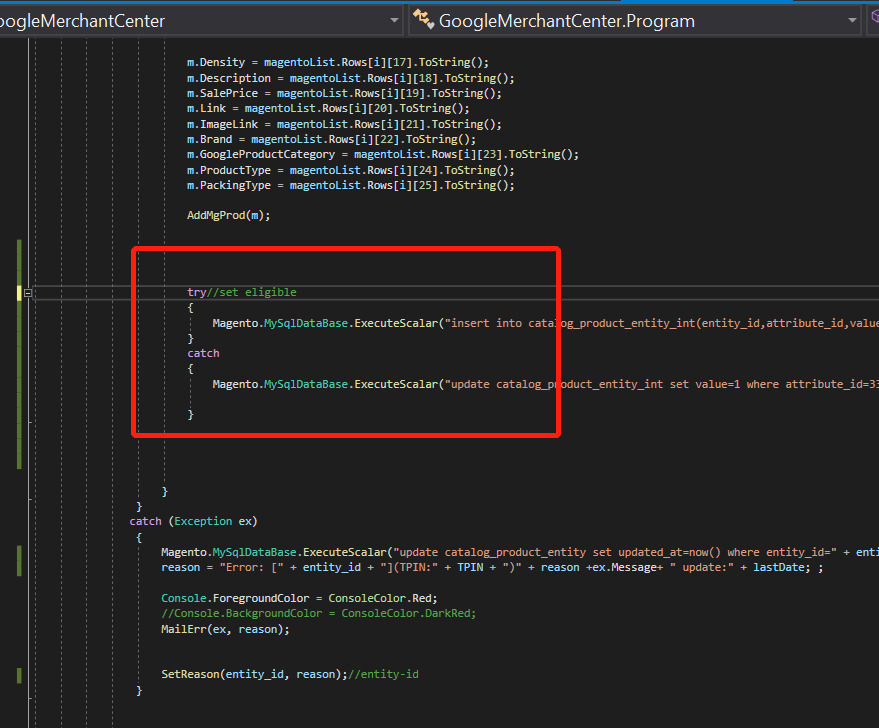 oogleMerchantCenter
GoogleMerchantCenter.Program
m.Density = magentoList.Rows[i][17].ToString();
m.Description = magentoList.Rows[i][18].ToString();
m.SalePrice = magentoList.Rows[i][19].ToString();
m.Link = magentoList.Rows[i][20].ToString();
m.ImageLink = magentoList.Rows[i][21].ToString();
m.Brand = magentoList.Rows[i][22].ToString();
m.GoogleProductCategory = magentoList.Rows[i][23].ToString();
m.ProductType = magentoList.Rows[i][24].ToString();
m.PackingType = magentoList.Rows[i][25].ToString();
AddMgProd(m);
try//set eligible
{
Magento.MySqlDataBase.ExecuteScalar("insert into catalog_product_entity_int(entity_id,attribute_id,value
}
catch
{
Magento.MySqlDataBase.ExecuteScalar("update catalog_product_entity_int set value=1 where attribute_id=33
}
}
}
catch (Exception ex)
{
Magento.MySqlDataBase.ExecuteScalar("update catalog_product_entity set updated_at=now() where entity_id=" + enti
reason = "Error: [" + entity_id + "](TPIN:" + TPIN + ")" + reason +ex.Message+ " update:" + lastDate; ;
Console.ForegroundColor = ConsoleColor.Red;
//Console.BackgroundColor = ConsoleColor.DarkRed;
MailErr(ex, reason);
SetReason(entity_id, reason);//entity-id
}